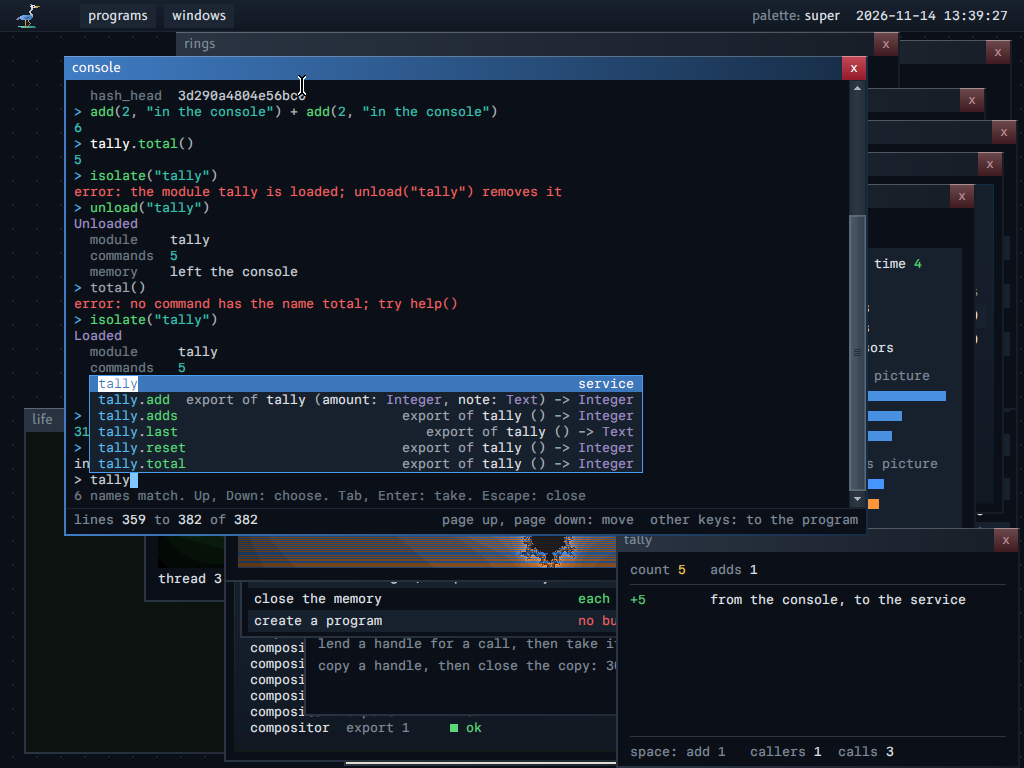 programs windows palette: super 2026-11-14 13:39:27
rings x
x
console x
hash_head 3d290a4804e56bc
> add(2, "in the console") + add(2, "in the console")
6
> tally.total()
5
> isolate("tally")
error: the module tally is loaded; unload("tally") removes it
> unload("tally")
Unloaded
module tally
commands 5
memory left the console
> total()
error: no command has the name total; try help()
> isolate("tally")
Loaded
module tally
commands 5
tally service
tally.add export of tally (amount: Integer, note: Text) -> Integer
> tally.adds export of tally () -> Integer
31 tally.last export of tally () -> Text
> tally.reset export of tally () -> Integer
in tally.total export of tally () -> Integer
> tally
6 names match. Up, Down: choose. Tab, Enter: take. Escape: close
lines 359 to 382 of 382 page up, page down: move other keys: to the program
x
x
x
x
time 4
ors
picture
s picture
life
thread 3
close the memory each
create a program no bu
lend a handle for a call, then take i
copy a handle, then close the copy: 3
composi
composi
composi
composi
composi
compositor export 1 ok
tally x
count 5 adds 1
+5 from the console, to the service
space: add 1 callers 1 calls 3